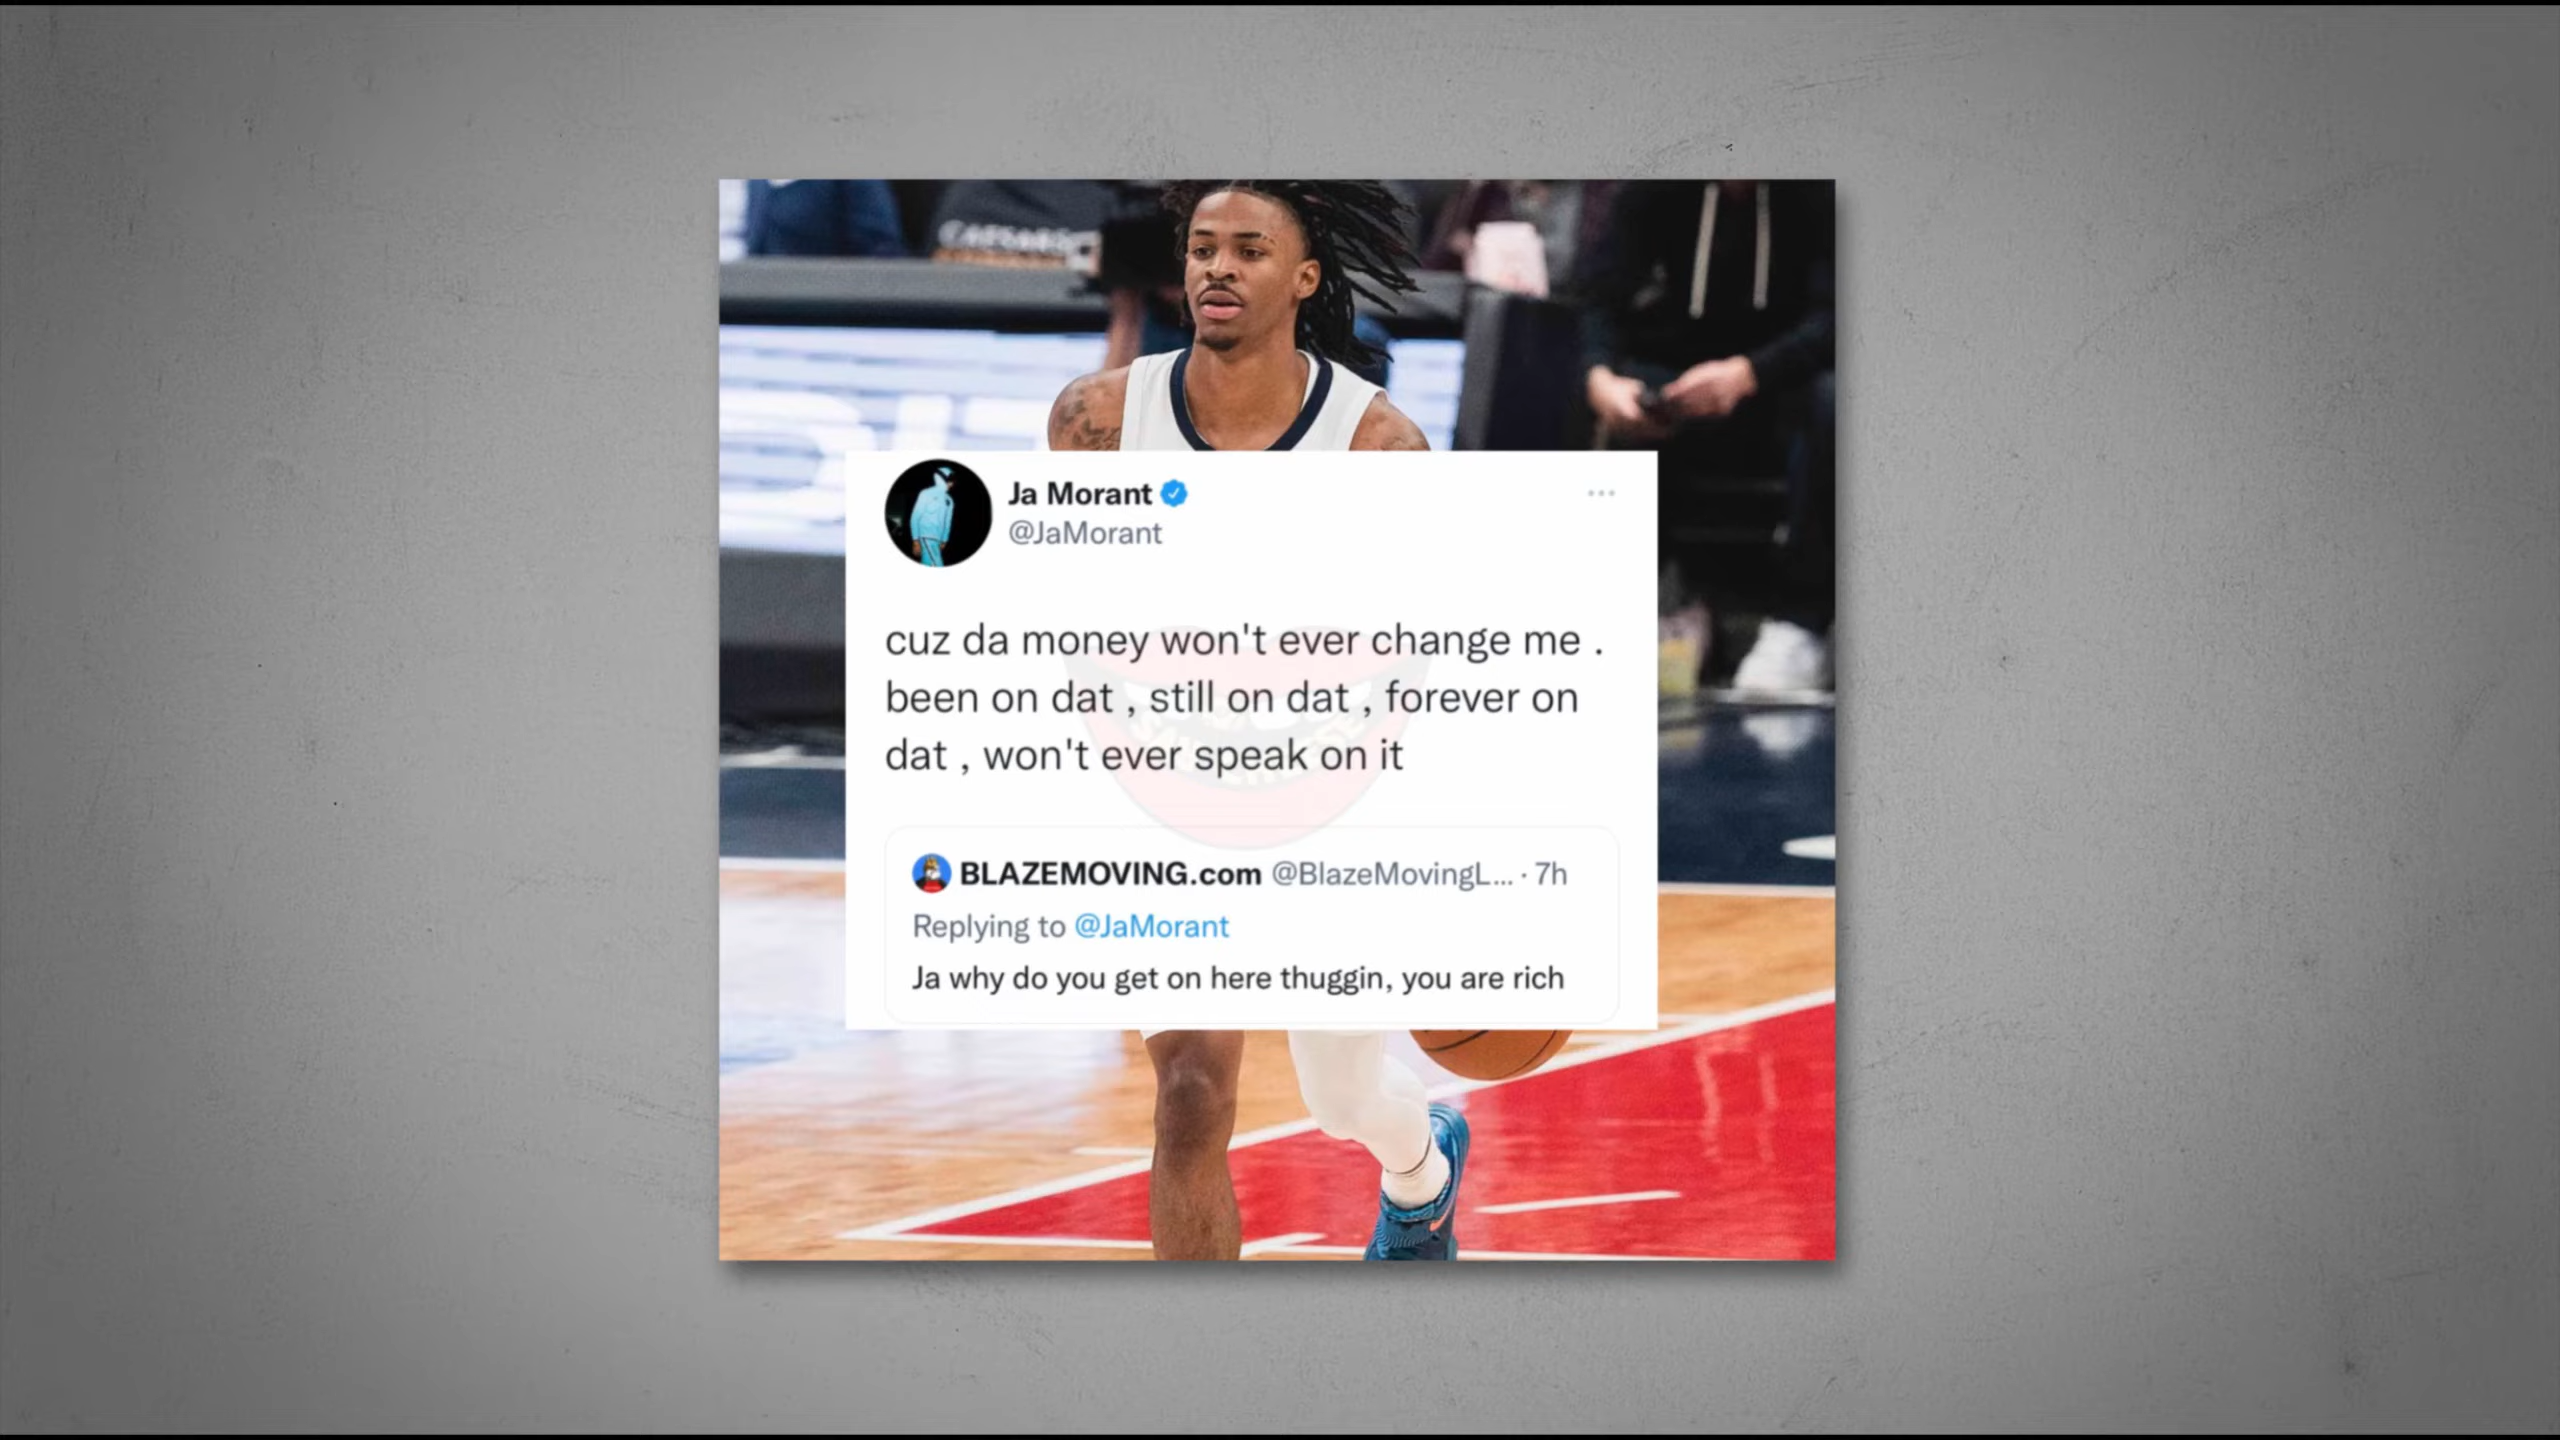 CAESARS
Ja Morant
@JaMorant
cuz da money won't ever change me .
been on dat , still on dat , forever on
dat , won't ever speak on it
BLAZEMOVING.com @BlazeMovingL... · 7h
Replying to @JaMorant
Ja why do you get on here thuggin, you are rich